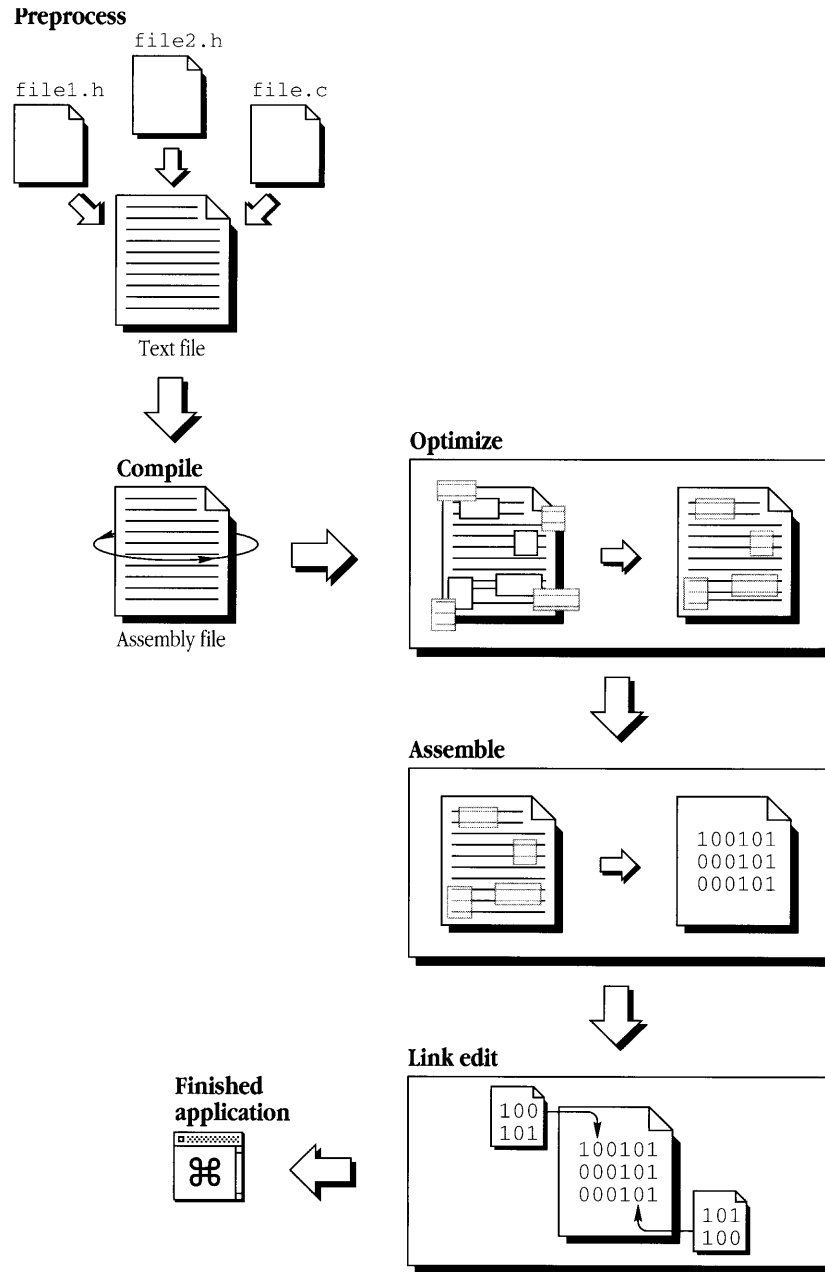 Preprocess
file2.h
file1.h
file.c
Text file
Compile
Assembly file
Optimize
Assemble
100101
000101
000101
Link edit
100
101
100101
000101
000101
101
100
Finished
application